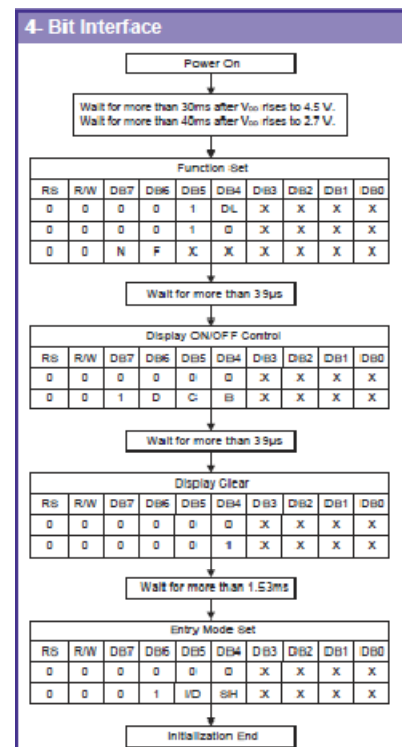 4- Bit Interface
Power On
Wait for more than 30ms after VDD rises to 4.5 V.
Wait for more than 40ms after VDD rises to 2.7 V.
Function Set
RS R/W DB7 DB6 DB5 DB4 DB3 DB2 DB1 DB0
0 0 0 0 1 DL X X X X
0 0 0 0 1 0 X X X X
0 0 N F X X X X X X
Wait for more than 39µs
Display ON/OFF Control
RS R/W DB7 DB6 DB5 DB4 DB3 DB2 DB1 DB0
0 0 0 0 0 0 X X X X
0 0 1 D C B X X X X
Wait for more than 39µs
Display Clear
RS R/W DB7 DB6 DB5 DB4 DB3 DB2 DB1 DB0
0 0 0 0 0 0 X X X X
0 0 0 0 0 1 X X X X
Wait for more than 1.53ms
Entry Mode Set
RS R/W DB7 DB6 DB5 DB4 DB3 DB2 DB1 DB0
0 0 0 0 0 0 X X X X
0 0 0 1 I/D SH X X X X
Initialization End